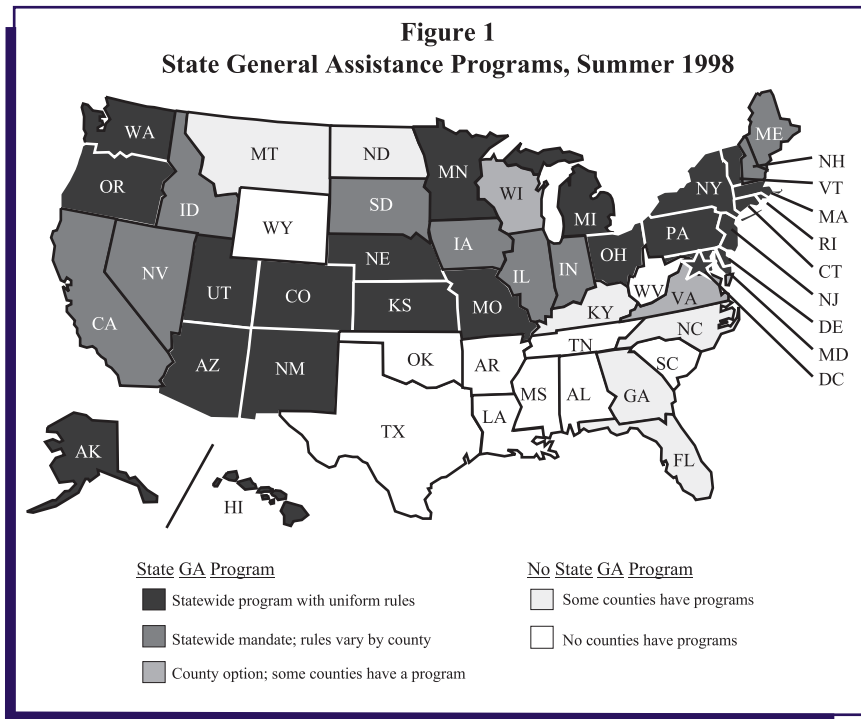 Figure 1
State General Assistance Programs, Summer 1998
WA
OR
MT
ID
WY
ND
SD
MN
WI
MI
NY
ME
NH
VT
MA
RI
CT
NJ
DE
MD
DC
PA
OH
IN
IL
IA
NE
NV
CA
UT
CO
KS
MO
KY
WV
VA
NC
TN
SC
GA
AL
MS
AR
LA
OK
TX
NM
AZ
FL
AK
HI
State GA Program
Statewide program with uniform rules
Statewide mandate; rules vary by county
County option; some counties have a program
No State GA Program
Some counties have programs
No counties have programs